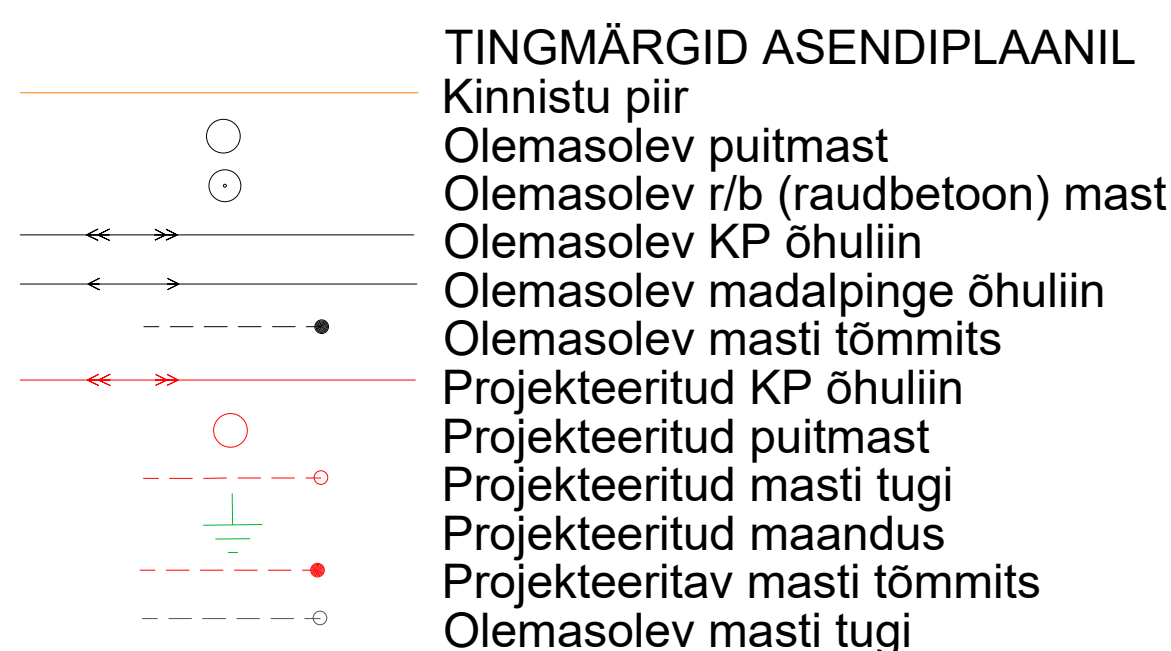 TINGMÄRGID ASENDIPLAANIL
Kinnistu piir
Olemasolev puitmast
Olemasolev r/b (raudbetoon) mast
Olemasolev KP õhuliin
Olemasolev madalpinge õhuliin
Olemasolev masti tõmmits
Projekteeritud KP õhuliin
Projekteeritud puitmast
Projekteeritud masti tugi
Projekteeritud maandus
Projekteeritav masti tõmmits
Olemasolev masti tugi